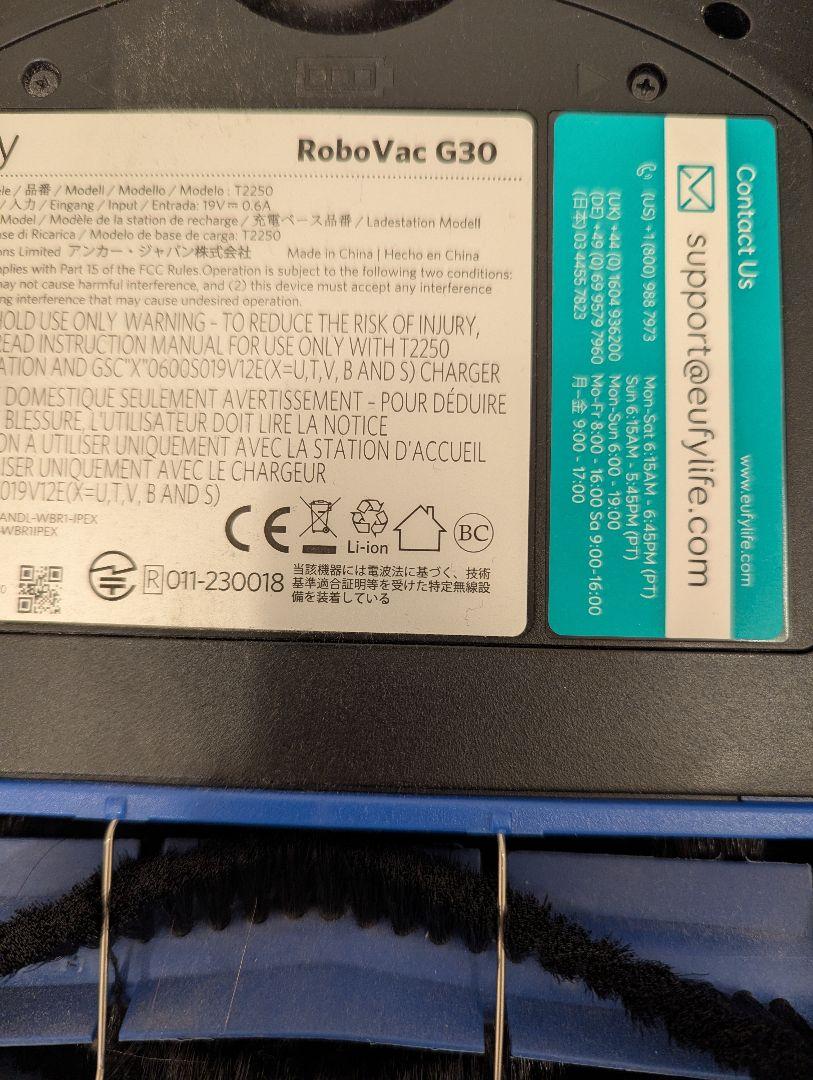 y
RoboVac G30
èle / 品番 / Modell / Modello / Modelo : T2250
/ 入力 / Eingang / Input / Entrada: 19V⎓0.6A
Model / Modèle de la station de recharge / 充電ベース品番 / Ladestation Modell
ase di Ricarica / Modelo de base de carga: T2250
ons Limited アンカー・ジャパン株式会社 Made in China | Hecho en China
mplies with Part 15 of the FCC Rules.Operation is subject to the following two conditions:
may not cause harmful interference, and (2) this device must accept any interference
ng interference that may cause undesired operation.
HOLD USE ONLY WARNING - TO REDUCE THE RISK OF INJURY,
READ INSTRUCTION MANUAL FOR USE ONLY WITH T2250
ATION AND GSC"X"0600S019V12E(X=U,T,V, B AND S) CHARGER
DOMESTIQUE SEULEMENT AVERTISSEMENT - POUR DÉDUIRE
BLESSURE, L'UTILISATEUR DOIT LIRE LA NOTICE
ON A UTILISER UNIQUEMENT AVEC LA STATION D'ACCUEIL
LISER UNIQUEMENT AVEC LE CHARGEUR
S019V12E(X=U,T,V, B AND S)
ANDL-WBR1-IPEX
-WBR1IPEX
CE
Li-ion
BC
R 011-230018
当該機器には電波法に基づく、技術
基準適合証明等を受けた特定無線設
備を装着している
Contact Us
www.eufylife.com
support@eufylife.com
(US) +1 (800) 988 7973 Mon-Sat 6:15AM - 6:45PM (PT)
Sun 6:15AM - 5:45PM (PT)
(UK) +44 (0) 1604 936200 Mon-Sun 6:00 - 19:00
(DE) +49 (0) 69 9579 7960 Mo-Fr 8:00 - 16:00 Sa 9:00-16:00
(日本) 03 4455 7823 月-金 9:00 - 17:00